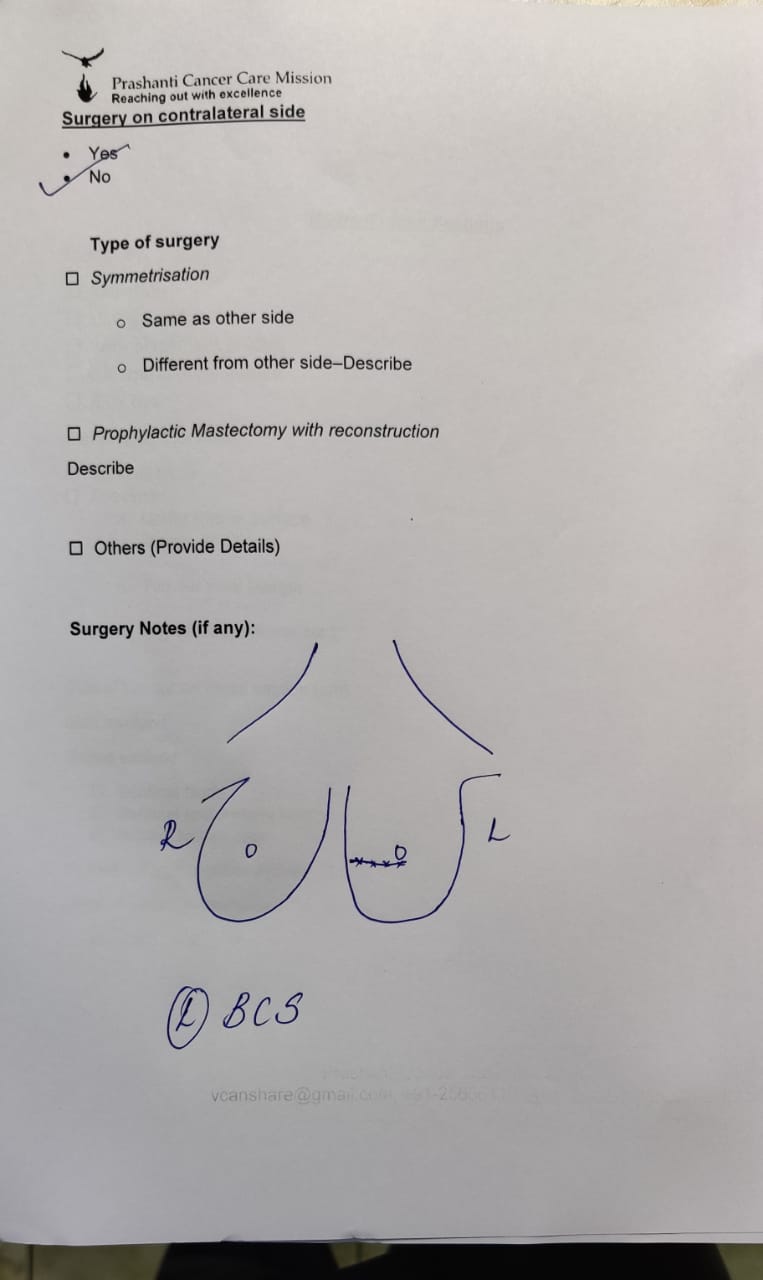 Prashanti Cancer Care Mission
Reaching out with excellence
Surgery on contralateral side
• Yes
• No
Type of surgery
☐ Symmetrisation
o Same as other side
o Different from other side–Describe
☐ Prophylactic Mastectomy with reconstruction
Describe
☐ Others (Provide Details)
Surgery Notes (if any):
R L
Ⓛ BCS
vcanshare@gmail.com,